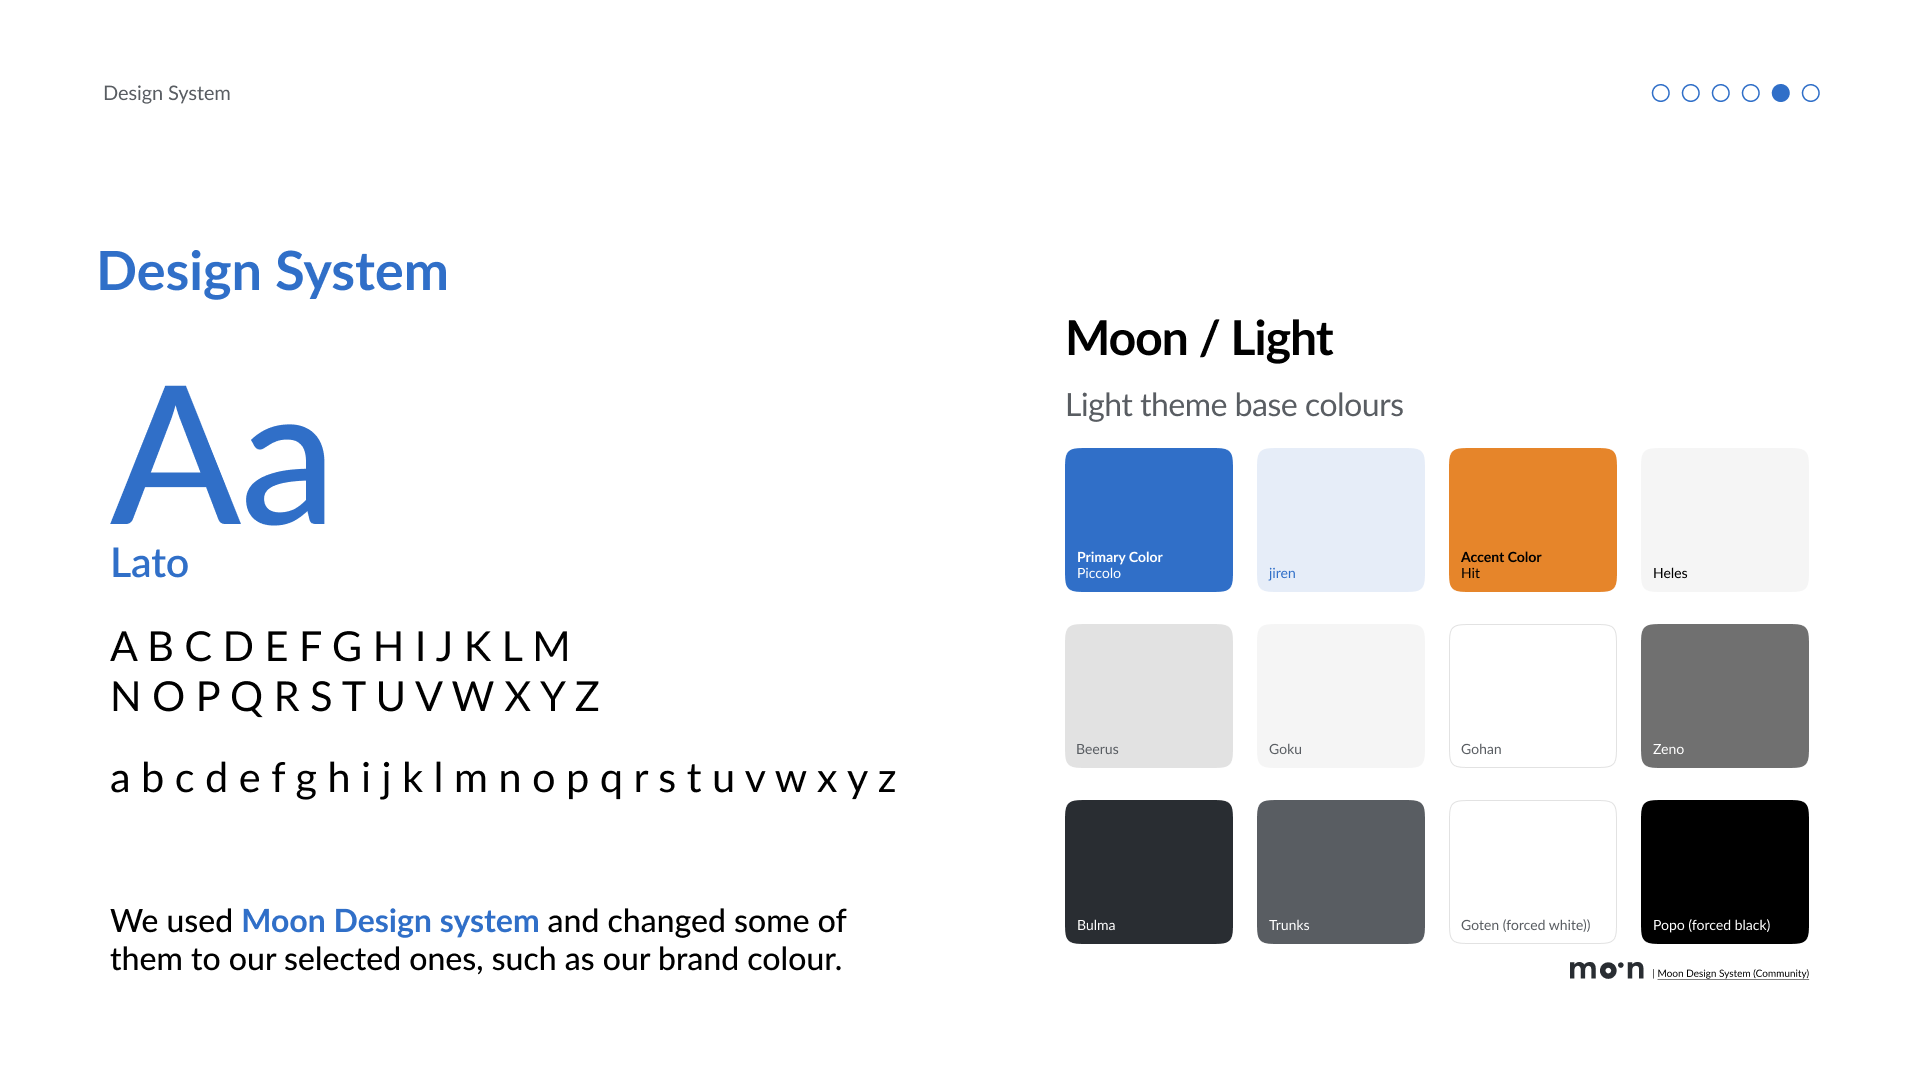 Design System
Design System
Aa
Lato
A B C D E F G H I J K L M
N O P Q R S T U V W X Y Z
a b c d e f g h i j k l m n o p q r s t u v w x y z
We used Moon Design system and changed some of
them to our selected ones, such as our brand colour.
Moon / Light
Light theme base colours
Primary Color
Piccolo
jiren
Accent Color
Hit
Heles
Beerus
Goku
Gohan
Zeno
Bulma
Trunks
Goten (forced white))
Popo (forced black)
moon | Moon Design System (Community)